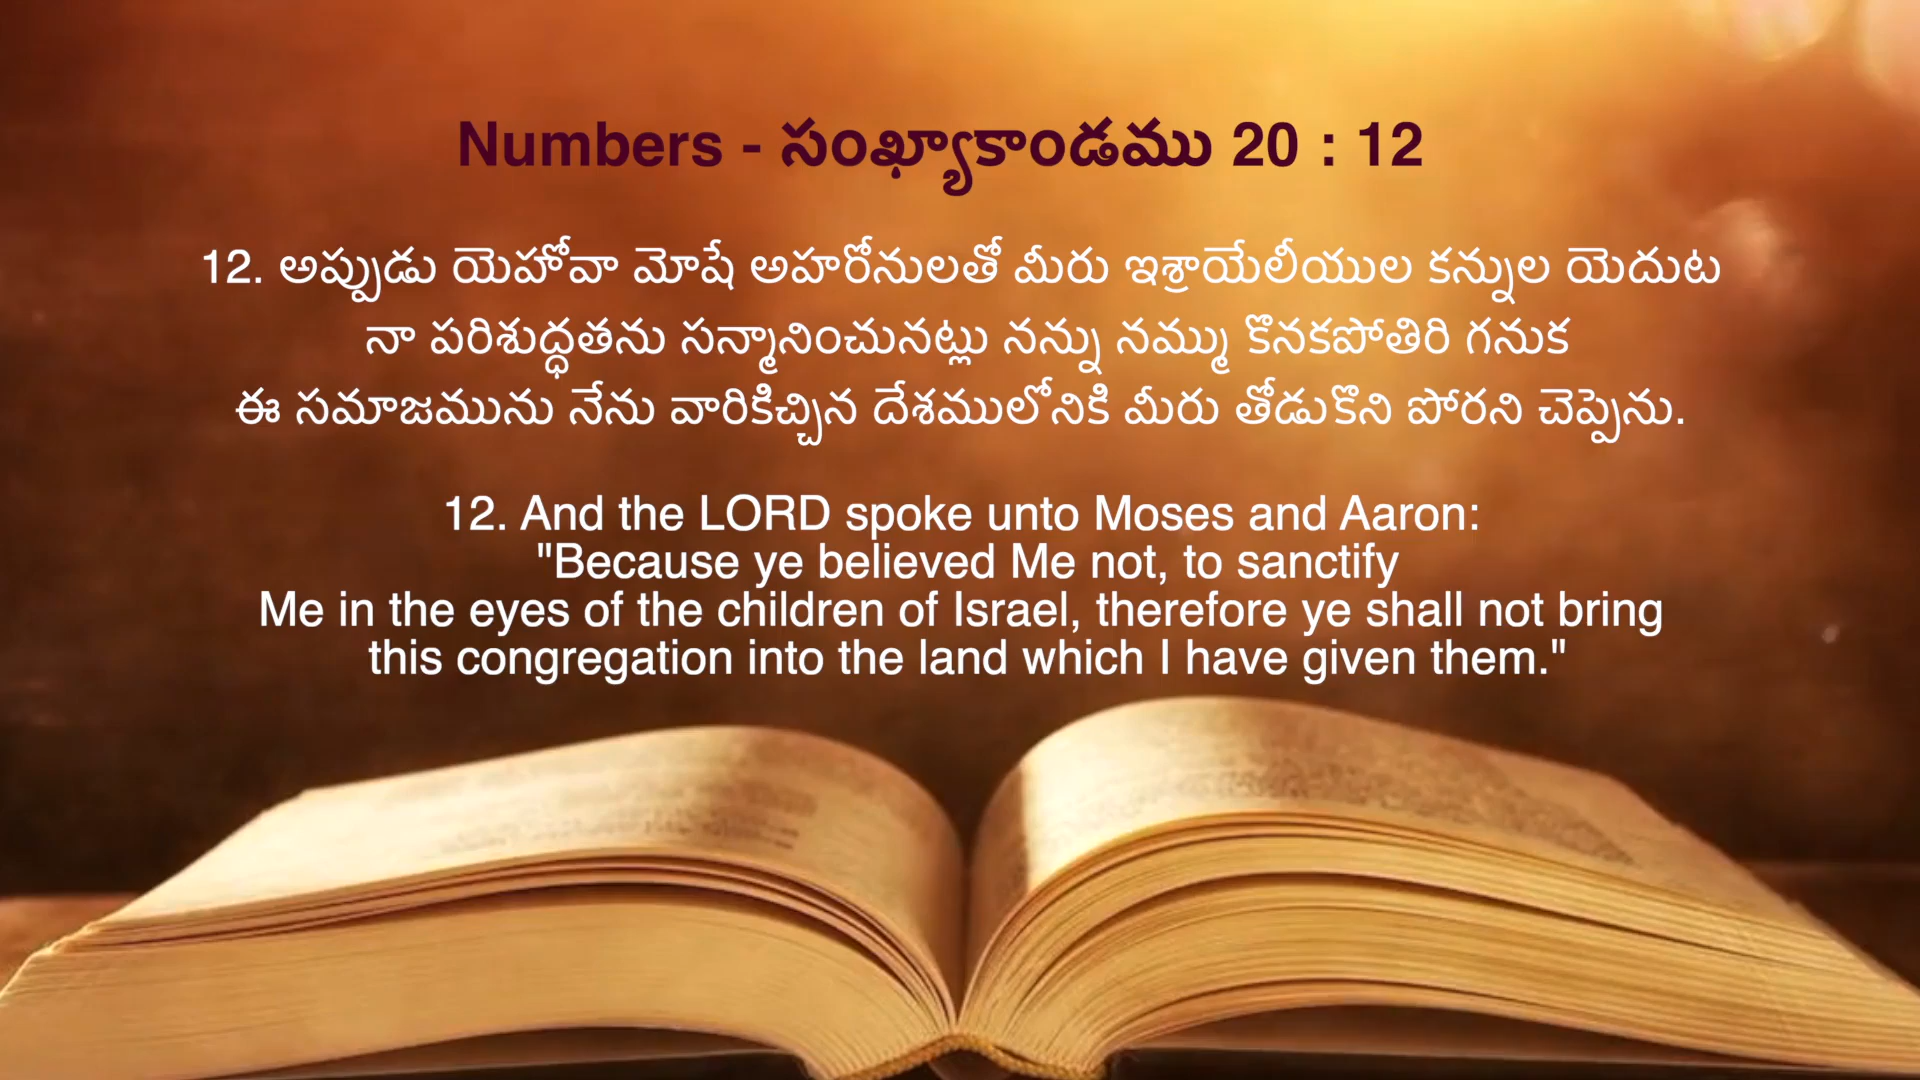 Numbers - సంఖ్యాకాండము 20 : 12
12. అప్పుడు యెహోవా మోషే అహరోనులతో మీరు ఇశ్రాయేలీయుల కన్నుల యెదుట
నా పరిశుద్ధతను సన్మానించునట్లు నన్ను నమ్ము కొనకపోతిరి గనుక
ఈ సమాజమును నేను వారికిచ్చిన దేశములోనికి మీరు తోడుకొని పోరని చెప్పెను.
12. And the LORD spoke unto Moses and Aaron:
"Because ye believed Me not, to sanctify
Me in the eyes of the children of Israel, therefore ye shall not bring
this congregation into the land which I have given them."